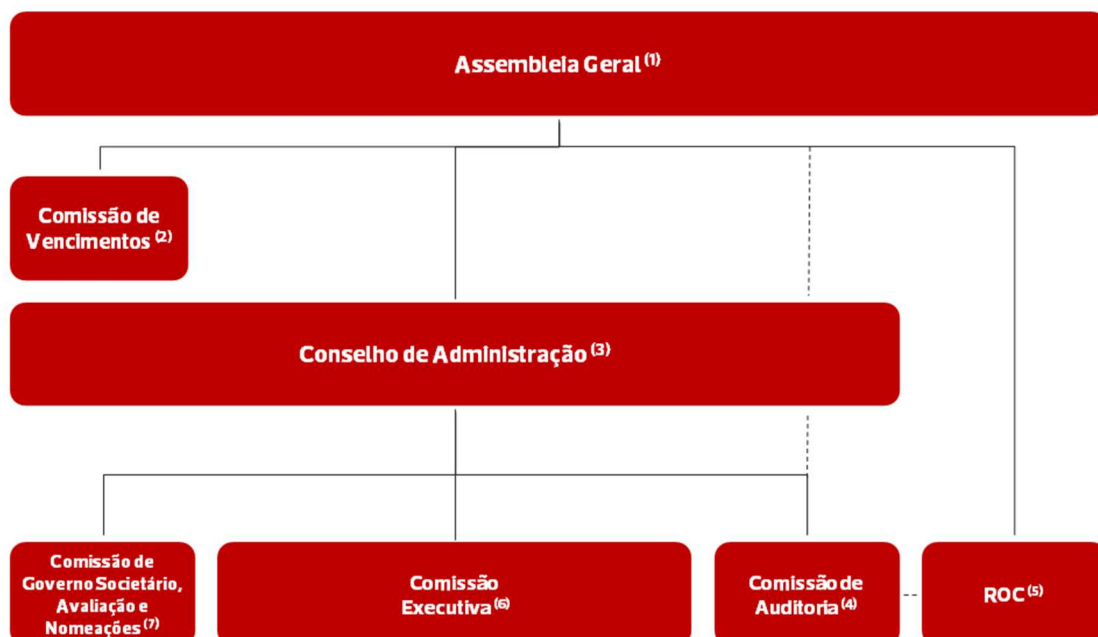 Assembleia Geral (1)
Comissão de
Vencimentos (2)
Conselho de Administração (3)
Comissão de
Governo Societário,
Avaliação e
Nomeações (7)
Comissão
Executiva (6)
Comissão de
Auditoria (4)
ROC (5)